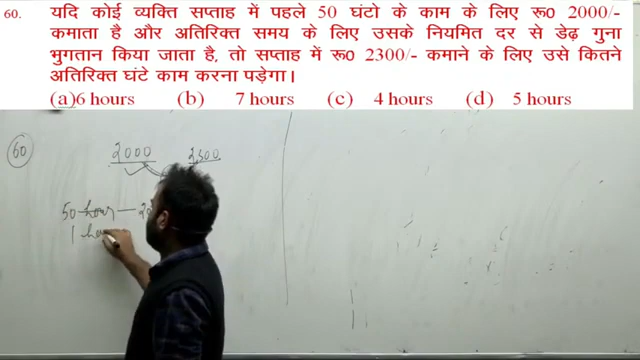 60. यदि कोई व्यक्ति सप्ताह में पहले 50 घंटो के काम के लिए रू0 2000/-
कमाता है और अतिरिक्त समय के लिए उसके नियमित दर से डेढ़ गुना
भुगतान किया जाता है, तो सप्ताह में रू0 2300/- कमाने के लिए उसे कितने
अतिरिक्त घंटे काम करना पड़ेगा।
(a) 6 hours (b) 7 hours (c) 4 hours (d) 5 hours
60
2000 2300
50 hour — 20
1 ho